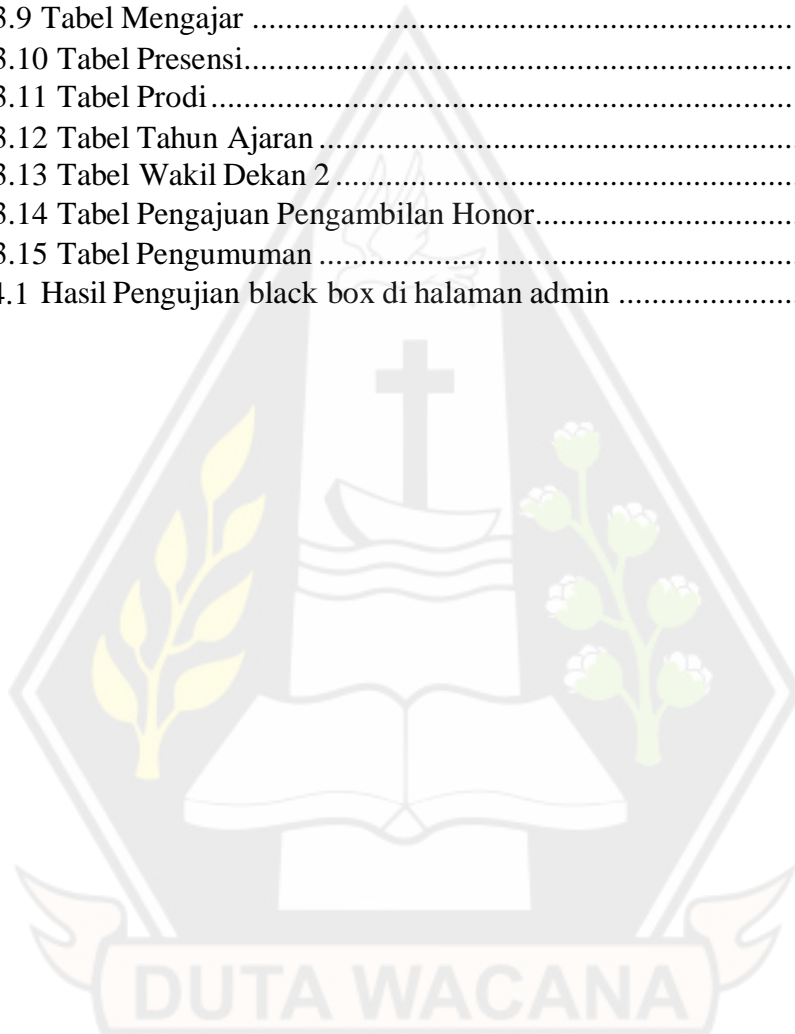 3.9 Tabel Mengajar ..................................................................
3.10 Tabel Presensi..................................................................
3.11 Tabel Prodi.......................................................................
3.12 Tabel Tahun Ajaran..........................................................
3.13 Tabel Wakil Dekan 2........................................................
3.14 Tabel Pengajuan Pengambilan Honor................................
3.15 Tabel Pengumuman..........................................................
4.1 Hasil Pengujian black box di halaman admin ......................
DUTA WACANA